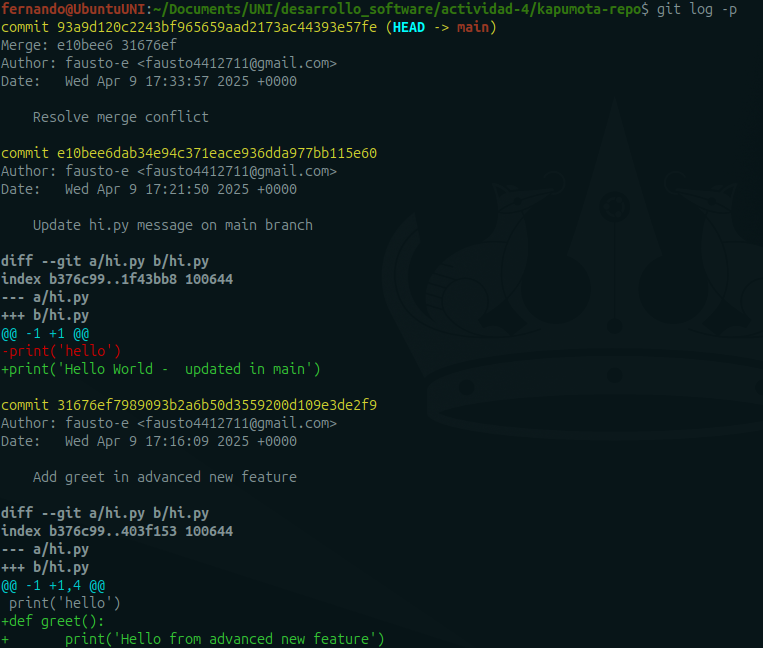 fernando@UbuntuUNI:~/Documents/UNI/desarrollo_software/actividad-4/kapumota-repo$ git log -p
commit 93a9d120c2243bf965659aad2173ac44393e57fe (HEAD -> main)
Merge: e10bee6 31676ef
Author: fausto-e <fausto4412711@gmail.com>
Date:   Wed Apr 9 17:33:57 2025 +0000

    Resolve merge conflict

commit e10bee6dab34e94c371eace936dda977bb115e60
Author: fausto-e <fausto4412711@gmail.com>
Date:   Wed Apr 9 17:21:50 2025 +0000

    Update hi.py message on main branch

diff --git a/hi.py b/hi.py
index b376c99..1f43bb8 100644
--- a/hi.py
+++ b/hi.py
@@ -1 +1 @@
-print('hello')
+print('Hello World -  updated in main')

commit 31676ef7989093b2a6b50d3559200d109e3de2f9
Author: fausto-e <fausto4412711@gmail.com>
Date:   Wed Apr 9 17:16:09 2025 +0000

    Add greet in advanced new feature

diff --git a/hi.py b/hi.py
index b376c99..403f153 100644
--- a/hi.py
+++ b/hi.py
@@ -1 +1,4 @@
 print('hello')
+def greet():
+       print('Hello from advanced new feature')